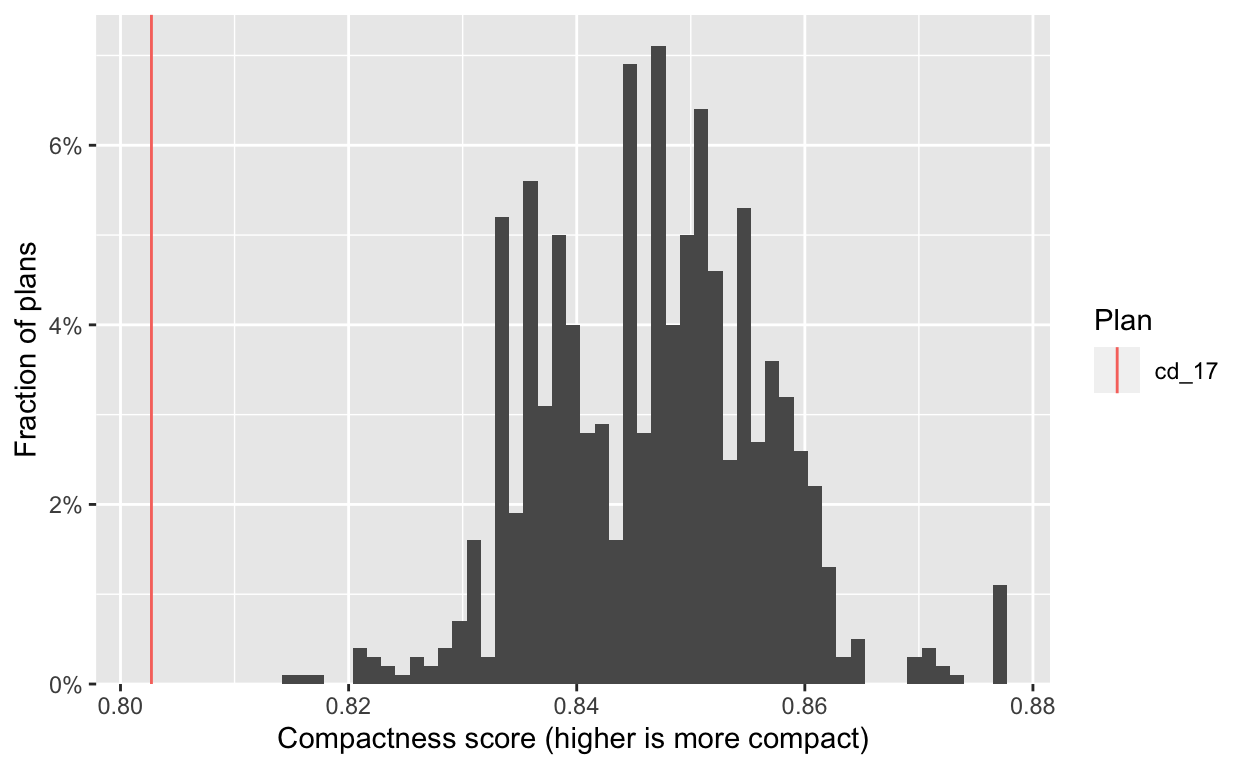 Fraction of plans
6%
4%
2%
0%
0.80
0.82
0.84
0.86
0.88
Compactness score (higher is more compact)
Plan
cd_17